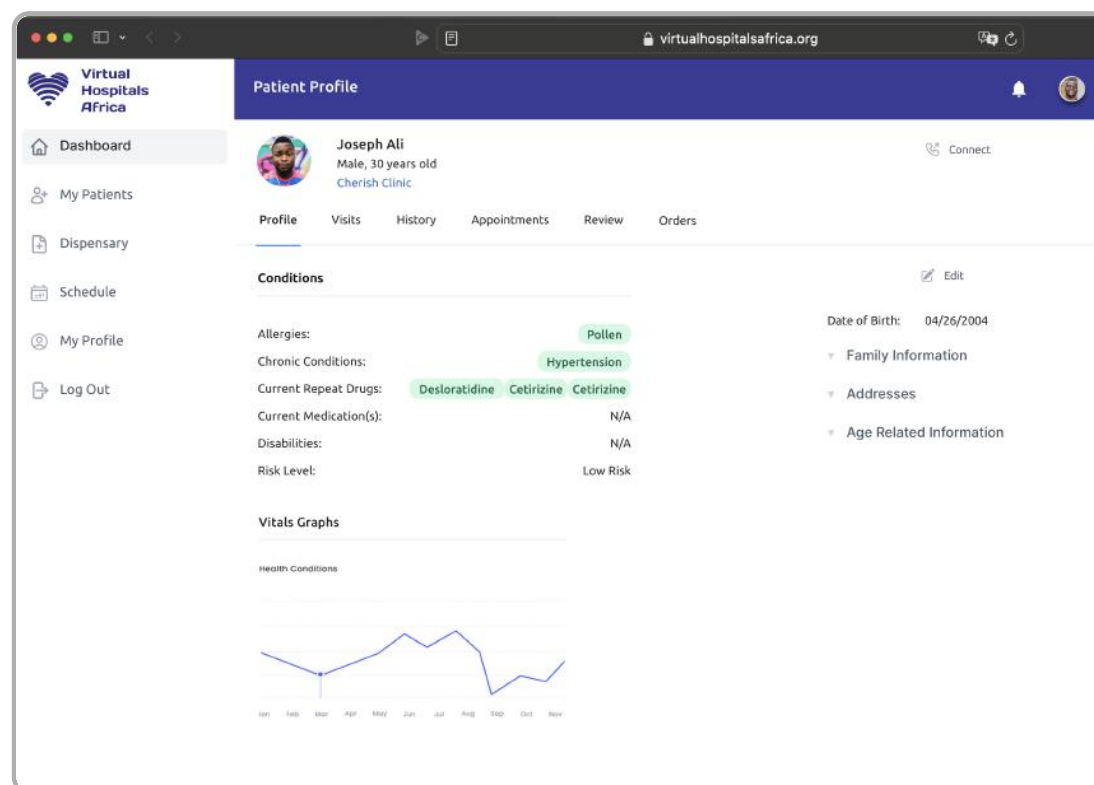 virtualhospitalsafrica.org
Virtual
Hospitals
Africa
Patient Profile
Dashboard
My Patients
Dispensary
Schedule
My Profile
Log Out
Joseph Ali
Male, 30 years old
Cherish Clinic
Connect
Profile Visits History Appointments Review Orders
Conditions
Allergies: Pollen
Chronic Conditions: Hypertension
Current Repeat Drugs: Desloratidine Cetirizine Cetirizine
Current Medication(s): N/A
Disabilities: N/A
Risk Level: Low Risk
Edit
Date of Birth: 04/26/2004
Family Information
Addresses
Age Related Information
Vitals Graphs
Health Conditions
Jan Feb Mar Apr May Jun Jul Aug Sep Oct Nov